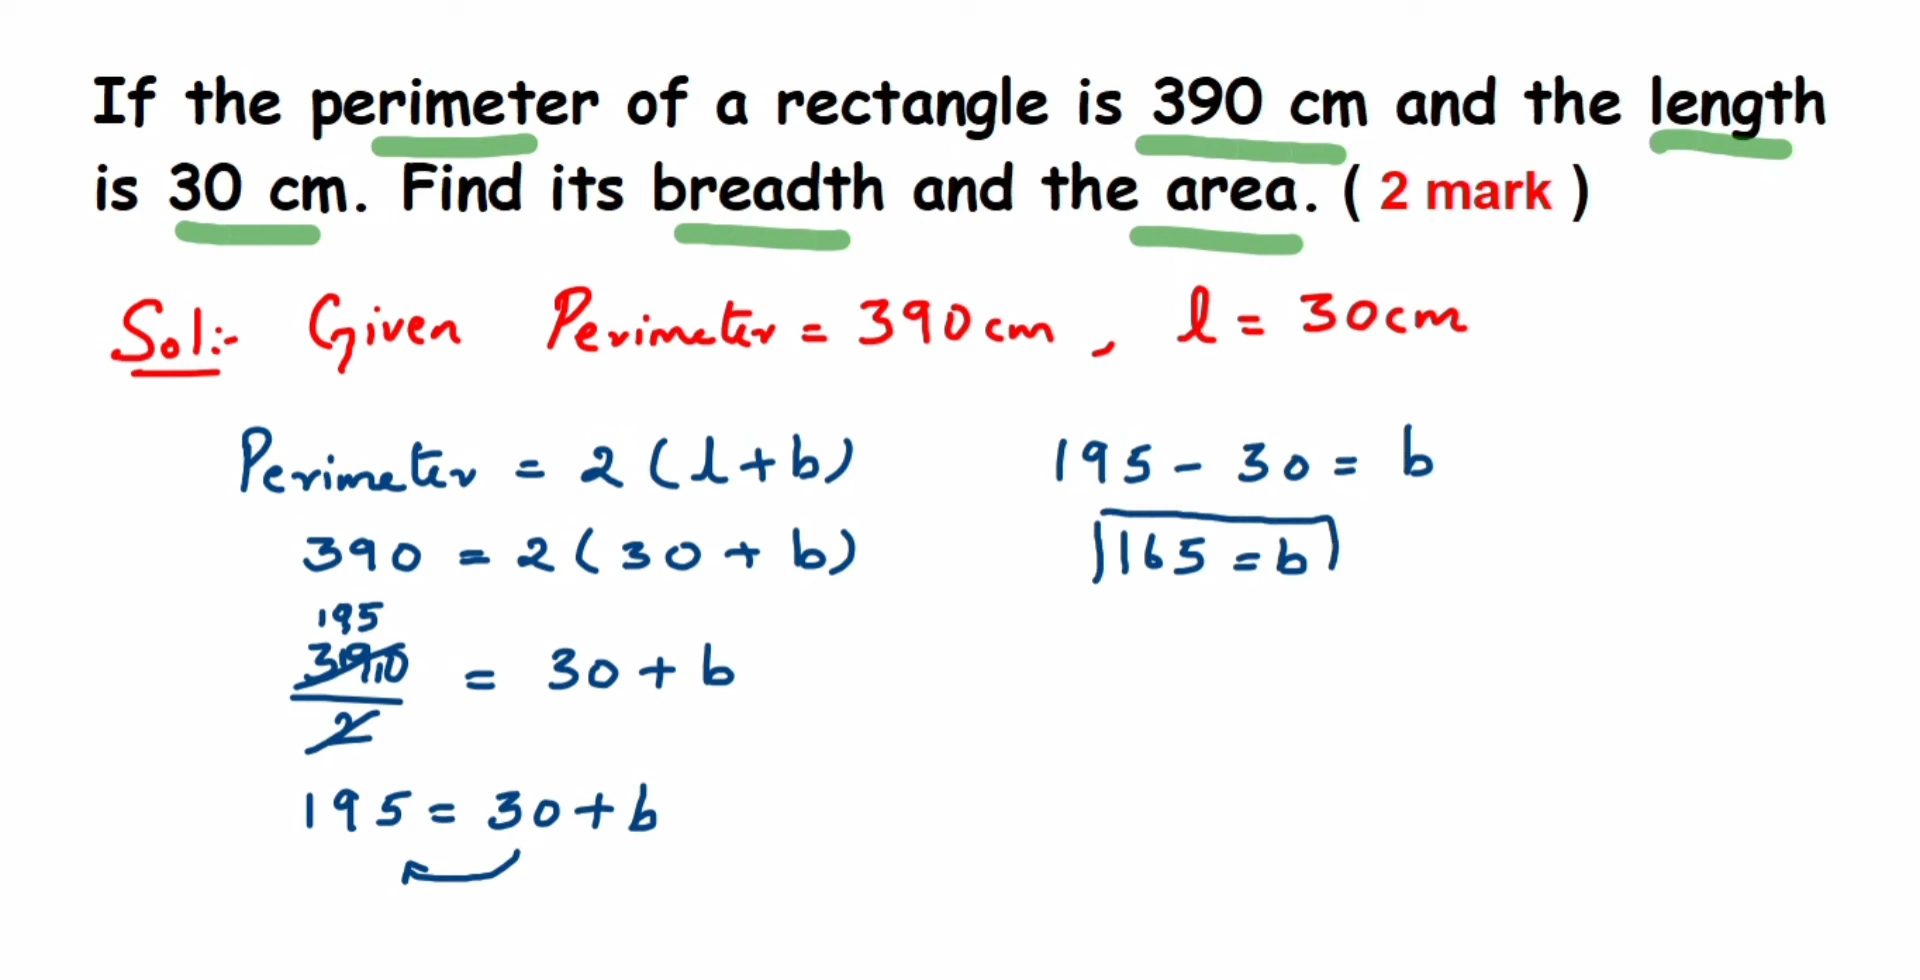 If the perimeter of a rectangle is 390 cm and the length
is 30 cm. Find its breadth and the area. ( 2 mark )
Sol:- Given Perimeter = 390cm , l = 30cm
Perimeter = 2 (l+b)
390 = 2 ( 30 + b)
195
390
= 30 + b
2
195 = 30+b
195 - 30 = b
165 = b